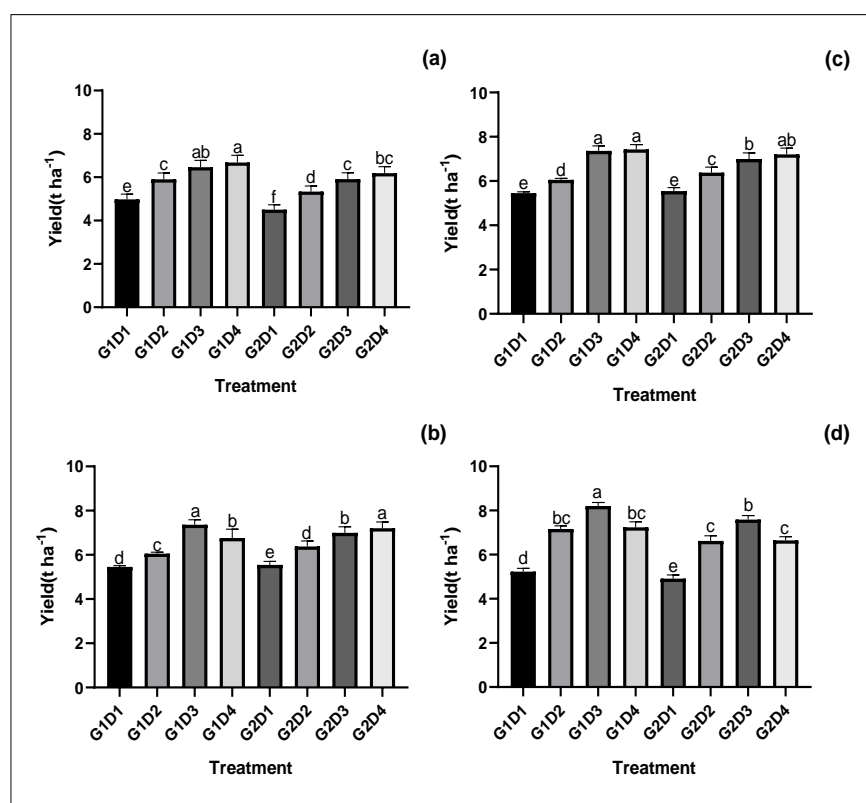 (a)
Yield(t ha⁻¹)
10
8
6
4
2
0
e c ab a f d c bc
G1D1 G1D2 G1D3 G1D4 G2D1 G2D2 G2D3 G2D4
Treatment
(c)
Yield(t ha⁻¹)
10
8
6
4
2
0
e d a a e c b ab
G1D1 G1D2 G1D3 G1D4 G2D1 G2D2 G2D3 G2D4
Treatment
(b)
Yield(t ha⁻¹)
10
8
6
4
2
0
d c a b e d b a
G1D1 G1D2 G1D3 G1D4 G2D1 G2D2 G2D3 G2D4
Treatment
(d)
Yield(t ha⁻¹)
10
8
6
4
2
0
d bc a bc e c b c
G1D1 G1D2 G1D3 G1D4 G2D1 G2D2 G2D3 G2D4
Treatment